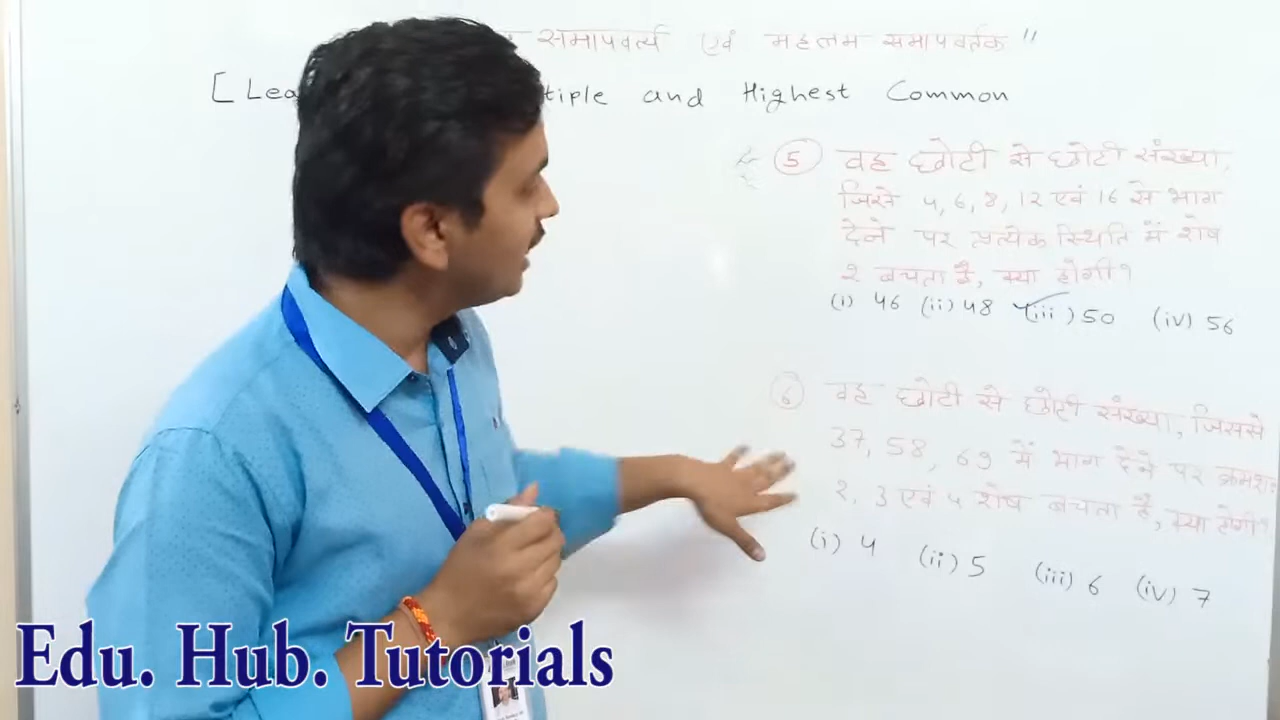 समापवर्त्य एवं महत्तम समापवर्तक "
[ Lea tiple and Highest Common
5 वह छोटी से छोटी संख्या,
जिसे 4, 6, 8, 12 एवं 16 से भाग
देने पर प्रत्येक स्थिति में शेष
2 बचता है, क्या होगी?
(i) 46 (ii) 48 (iii) 50 (iv) 56
6 वह छोटी से छोटी संख्या, जिससे
37, 58, 69 में भाग देने पर क्रमशः
2, 3 एवं 4 शेष बचता है, क्या होगी?
(i) 4 (ii) 5 (iii) 6 (iv) 7
Edu. Hub. Tutorials